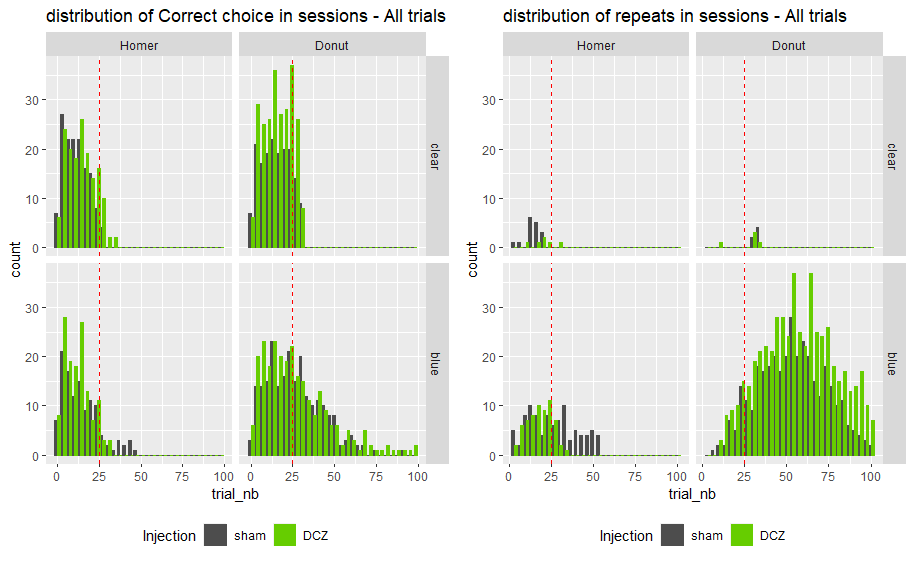 distribution of Correct choice in sessions - All trials
Homer
Donut
clear
blue
count
30
20
10
0
30
20
10
0
0
25
50
75
100
0
25
50
75
100
trial_nb
Injection
sham
DCZ
distribution of repeats in sessions - All trials
Homer
Donut
clear
blue
count
30
20
10
0
30
20
10
0
0
25
50
75
100
0
25
50
75
100
trial_nb
Injection
sham
DCZ